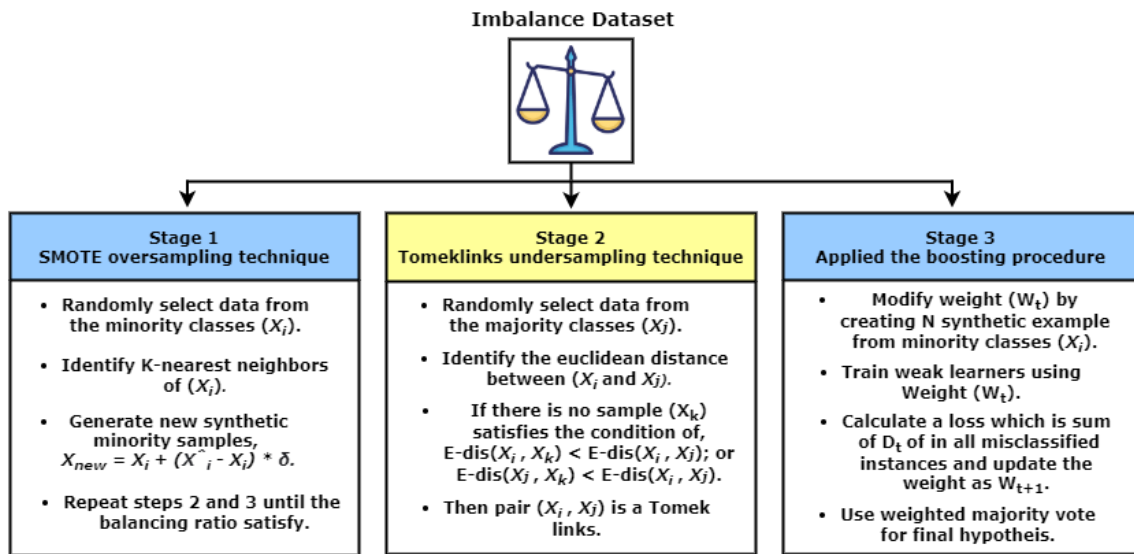 Imbalance Dataset
Stage 1
SMOTE oversampling technique
• Randomly select data from
the minority classes (Xᵢ).
• Identify K-nearest neighbors
of (Xᵢ).
• Generate new synthetic
minority samples,
Xₙₑw = Xᵢ + (X^ᵢ - Xᵢ) * δ.
• Repeat steps 2 and 3 until the
balancing ratio satisfy.
Stage 2
Tomeklinks undersampling technique
• Randomly select data from
the majority classes (Xⱼ).
• Identify the euclidean distance
between (Xᵢ and Xⱼ).
• If there is no sample (Xₖ)
satisfies the condition of,
E-dis(Xᵢ, Xₖ) < E-dis(Xᵢ, Xⱼ); or
E-dis(Xⱼ, Xₖ) < E-dis(Xᵢ, Xⱼ).
• Then pair (Xᵢ, Xⱼ) is a Tomek
links.
Stage 3
Applied the boosting procedure
• Modify weight (Wₜ) by
creating N synthetic example
from minority classes (Xᵢ).
• Train weak learners using
Weight (Wₜ).
• Calculate a loss which is sum
of Dₜ of in all misclassified
instances and update the
weight as Wₜ₊₁.
• Use weighted majority vote
for final hypotheis.